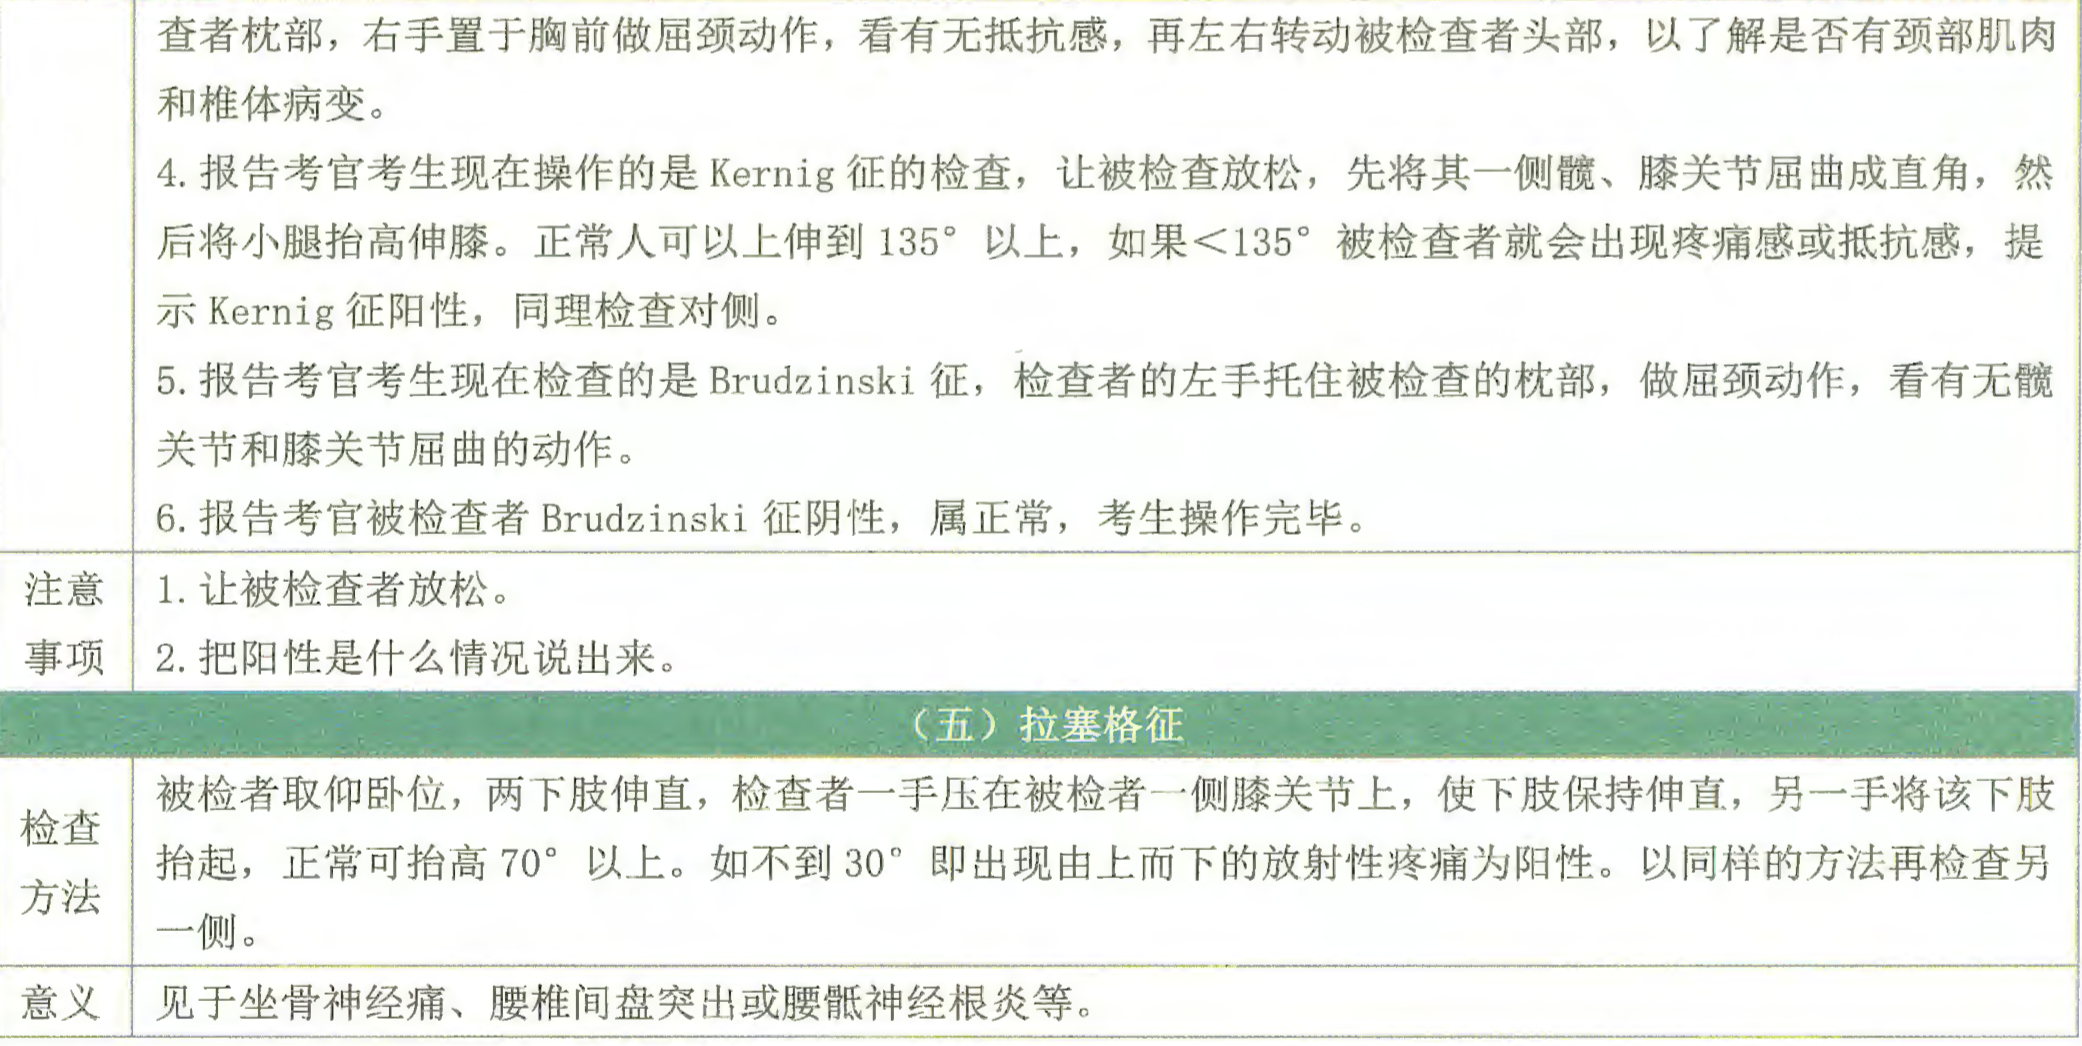 查者枕部，右手置于胸前做屈颈动作，看有无抵抗感，再左右转动被检查者头部，以了解是否有颈部肌肉
和椎体病变。
4. 报告考官考生现在操作的是 Kernig 征的检查，让被检查放松，先将其一侧髋、膝关节屈曲成直角，然
后将小腿抬高伸膝。正常人可以上伸到 135° 以上，如果＜135° 被检查者就会出现疼痛感或抵抗感，提
示 Kernig 征阳性，同理检查对侧。
5. 报告考官考生现在检查的是 Brudzinski 征，检查者的左手托住被检查的枕部，做屈颈动作，看有无髋
关节和膝关节屈曲的动作。
6. 报告考官被检查者 Brudzinski 征阴性，属正常，考生操作完毕。
注意
事项
1. 让被检查者放松。
2. 把阳性是什么情况说出来。
（五）拉塞格征
检查
方法
被检者取仰卧位，两下肢伸直，检查者一手压在被检者一侧膝关节上，使下肢保持伸直，另一手将该下肢
抬起，正常可抬高 70° 以上。如不到 30° 即出现由上而下的放射性疼痛为阳性。以同样的方法再检查另
一侧。
意义
见于坐骨神经痛、腰椎间盘突出或腰骶神经根炎等。